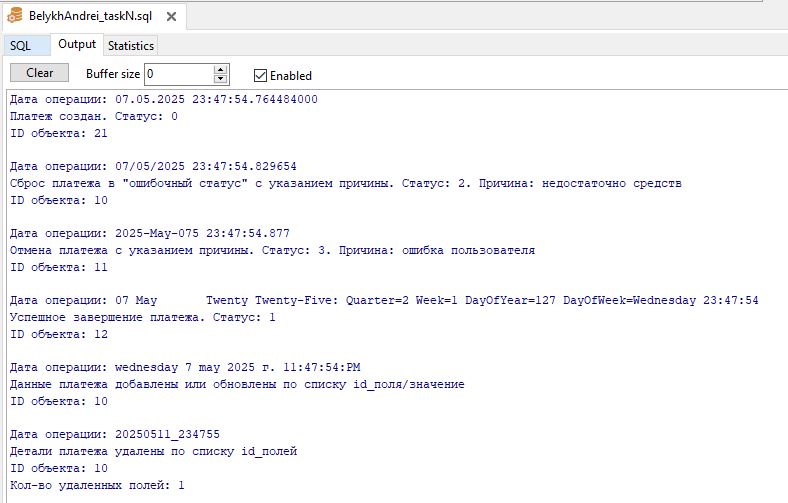 BelykhAndrei_taskN.sql
SQL Output Statistics
Clear Buffer size 0 Enabled
Дата операции: 07.05.2025 23:47:54.764484000
Платеж создан. Статус: 0
ID объекта: 21
Дата операции: 07/05/2025 23:47:54.829654
Сброс платежа в "ошибочный статус" с указанием причины. Статус: 2. Причина: недостаточно средств
ID объекта: 10
Дата операции: 2025-May-075 23:47:54.877
Отмена платежа с указанием причины. Статус: 3. Причина: ошибка пользователя
ID объекта: 11
Дата операции: 07 May       Twenty Twenty-Five: Quarter=2 Week=1 DayOfYear=127 DayOfWeek=Wednesday 23:47:54
Успешное завершение платежа. Статус: 1
ID объекта: 12
Дата операции: wednesday 7 may 2025 г. 11:47:54:PM
Данные платежа добавлены или обновлены по списку id_поля/значение
ID объекта: 10
Дата операции: 20250511_234755
Детали платежа удалены по списку id_полей
ID объекта: 10
Кол-во удаленных полей: 1